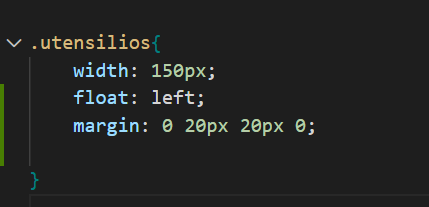 .utensilios{
    width: 150px;
    float: left;
    margin: 0 20px 20px 0;
}